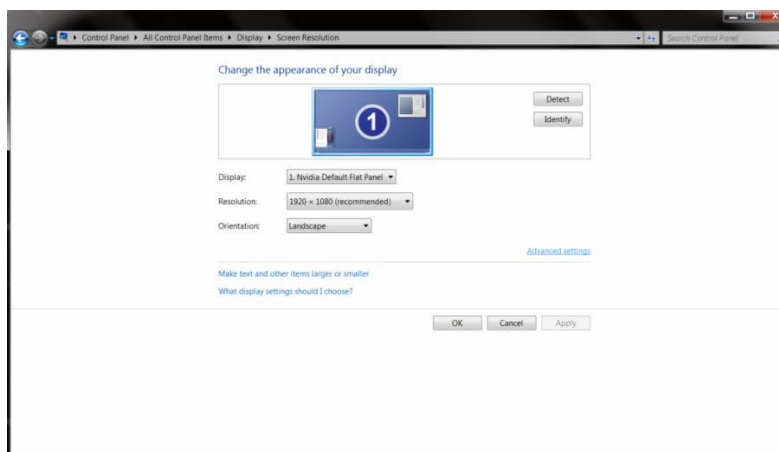 Control Panel ▸ All Control Panel Items ▸ Display ▸ Screen Resolution
Search Control Panel
Change the appearance of your display
1
Detect
Identify
Display: 1. Nvidia Default Flat Panel
Resolution: 1920 × 1080 (recommended)
Orientation: Landscape
Advanced settings
Make text and other items larger or smaller
What display settings should I choose?
OK Cancel Apply